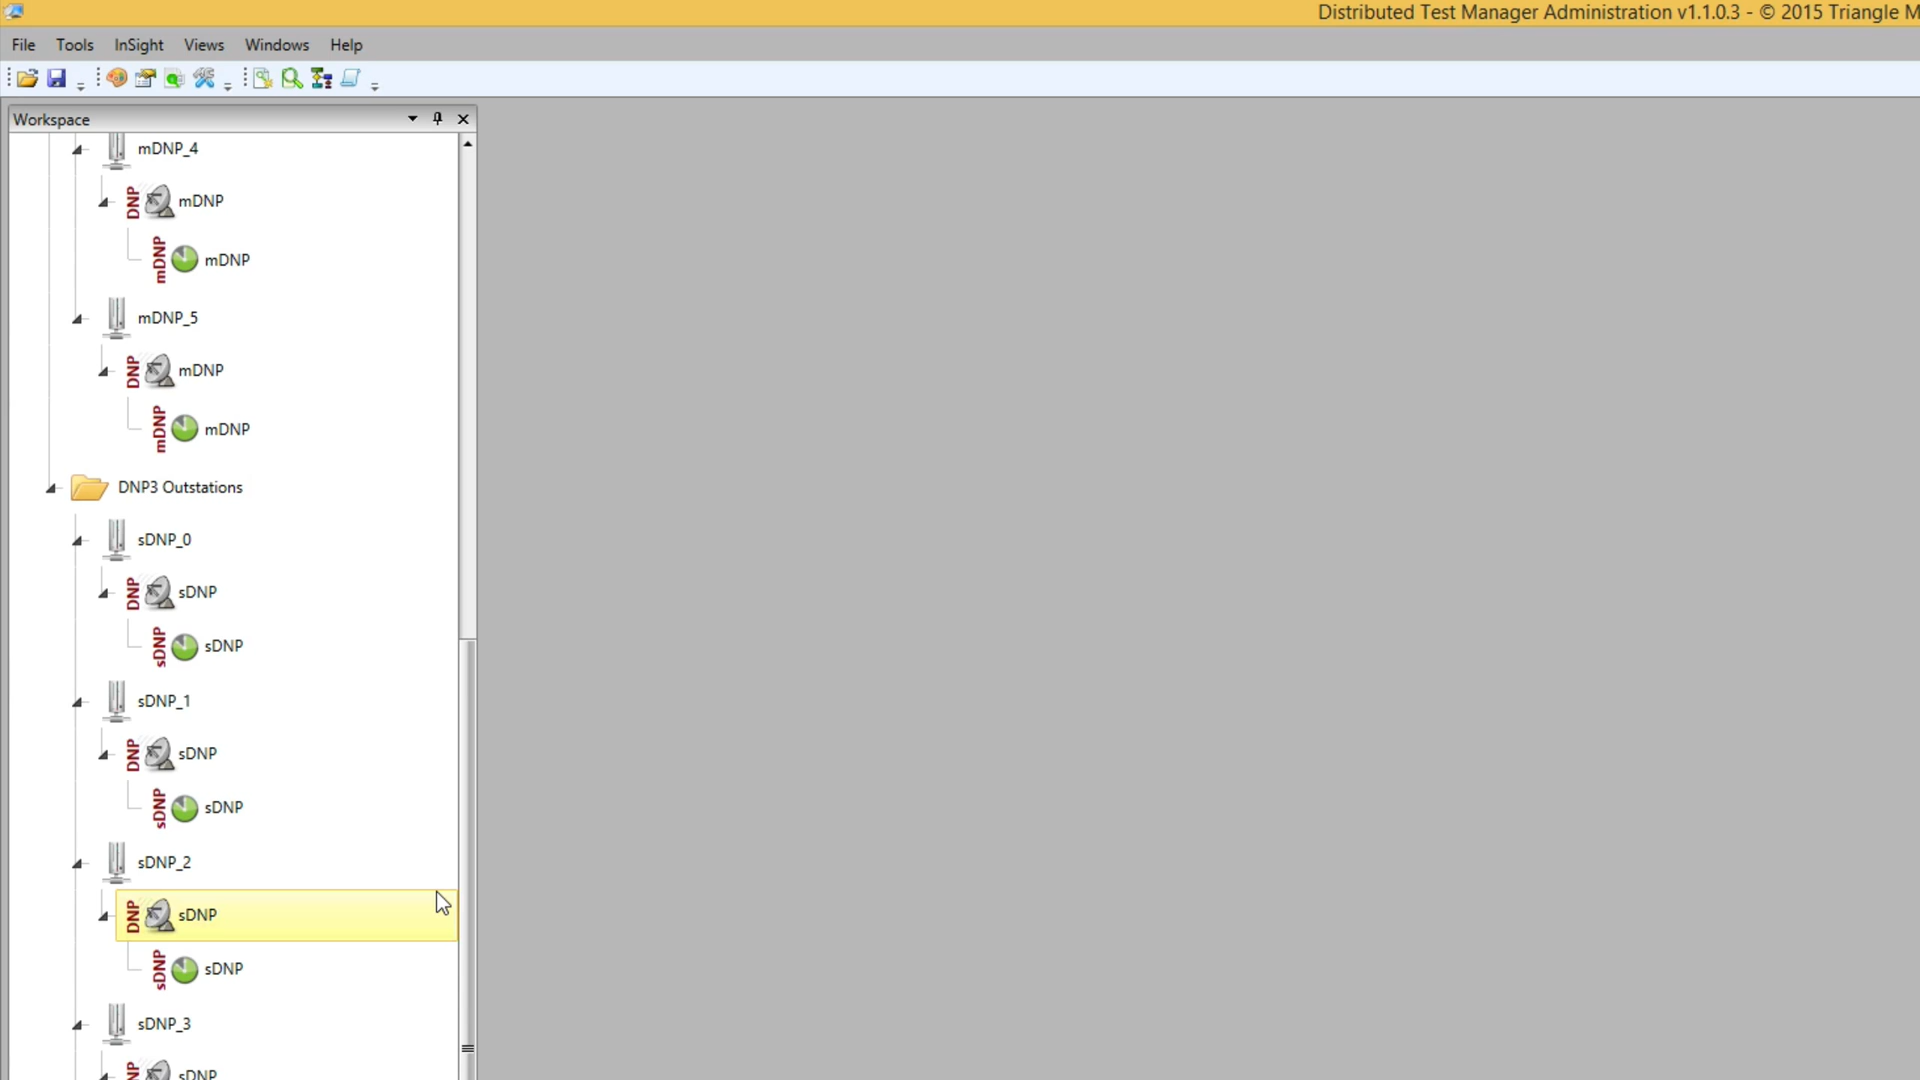 Distributed Test Manager Administration v1.1.0.3 - © 2015 Triangle M
File Tools InSight Views Windows Help
Workspace
mDNP_4
DNP mDNP
mDNP mDNP
mDNP_5
DNP mDNP
mDNP mDNP
DNP3 Outstations
sDNP_0
DNP sDNP
sDNP sDNP
sDNP_1
DNP sDNP
sDNP sDNP
sDNP_2
DNP sDNP
sDNP sDNP
sDNP_3
sDNP